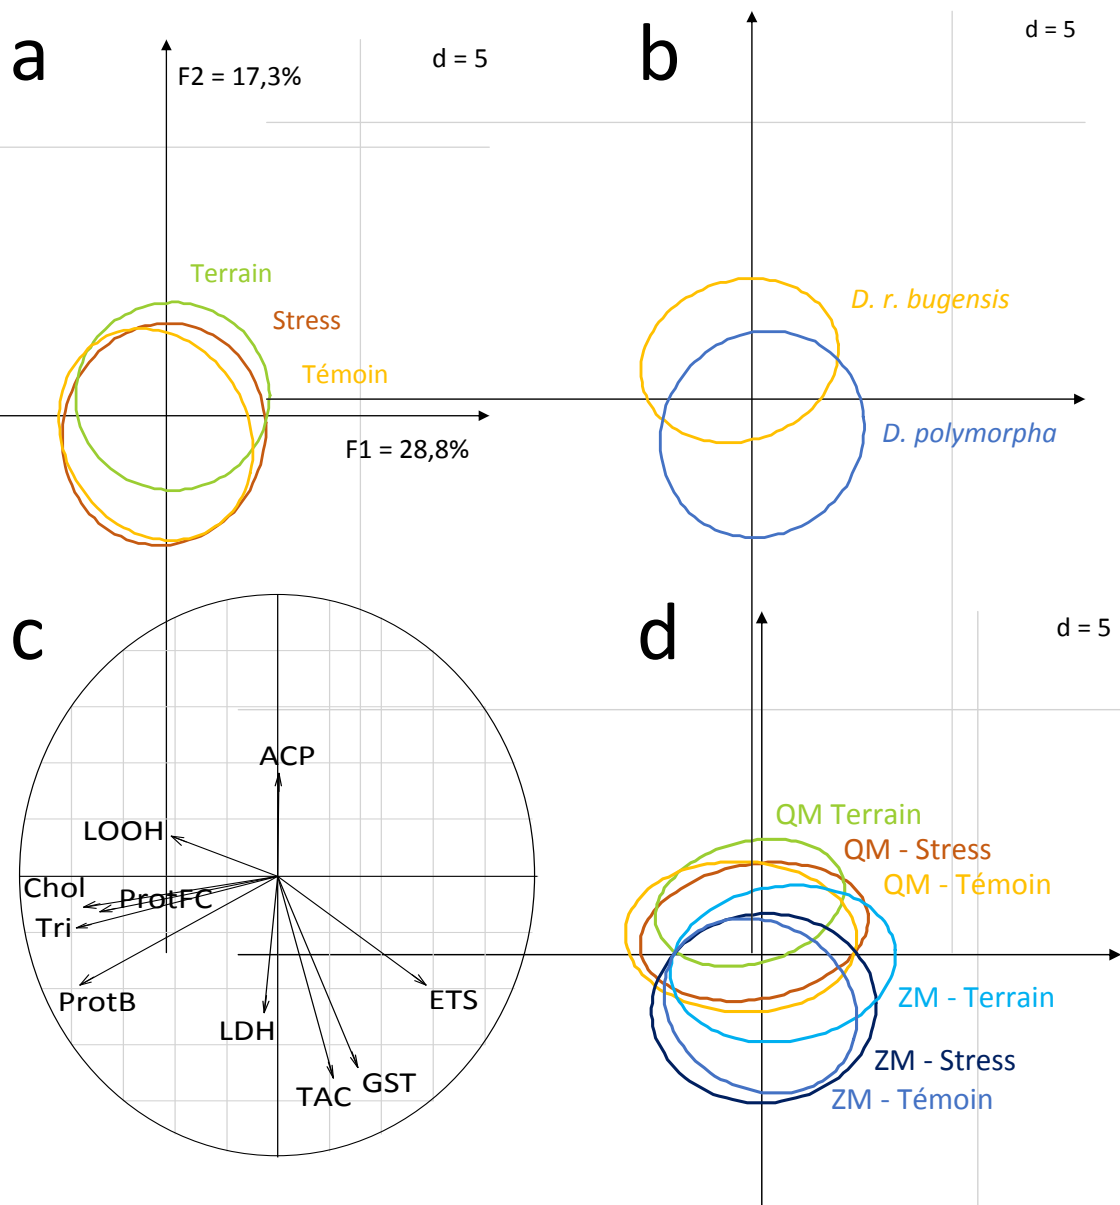 a
F2 = 17,3%
d = 5
Terrain
Stress
Témoin
F1 = 28,8%
b
d = 5
D. r. bugensis
D. polymorpha
c
ACP
LOOH
Chol
ProtFC
Tri
ProtB
LDH
TAC
GST
ETS
d
d = 5
QM Terrain
QM - Stress
QM - Témoin
ZM - Terrain
ZM - Stress
ZM - Témoin